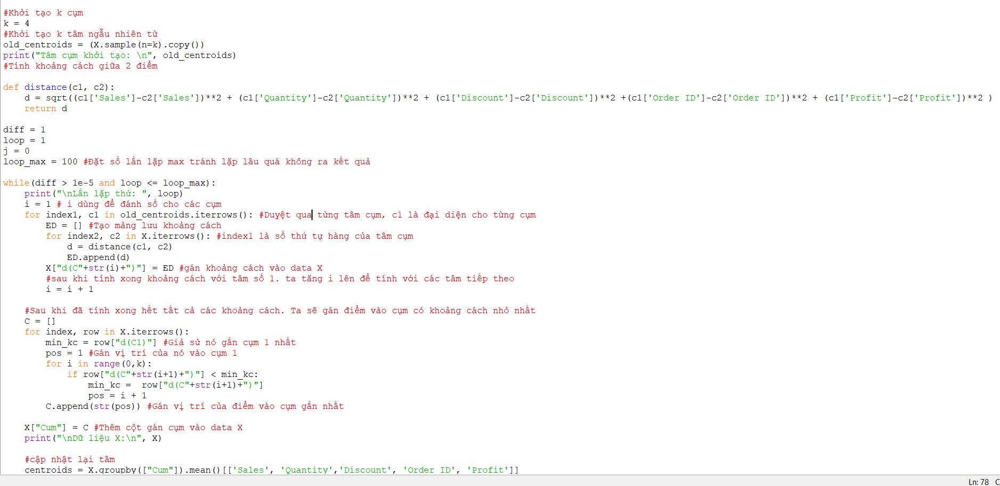 #Khởi tạo k cụm
k = 4
#Khởi tạo k tâm ngẫu nhiên từ
old_centroids = (X.sample(n=k).copy())
print("Tâm cụm khởi tạo: \n", old_centroids)
#Tính khoảng cách giữa 2 điểm

def distance(c1, c2):
    d = sqrt((c1['Sales']-c2['Sales'])**2 + (c1['Quantity']-c2['Quantity'])**2 + (c1['Discount']-c2['Discount'])**2 +(c1['Order ID']-c2['Order ID'])**2 + (c1['Profit']-c2['Profit'])**2 )
    return d

diff = 1
loop = 1
j = 0
loop_max = 100 #Đặt số lần lặp max tránh lặp lâu quá không ra kết quả

while(diff > 1e-5 and loop <= loop_max):
    print("\nLần lặp thứ: ", loop)
    i = 1 # i dùng để đánh số cho các cụm
    for index1, c1 in old_centroids.iterrows(): #Duyệt qua từng tâm cụm, c1 là đại diện cho từng cụm
        ED = [] #Tạo mảng lưu khoảng cách
        for index2, c2 in X.iterrows(): #index1 là số thứ tự hàng của tâm cụm
            d = distance(c1, c2)
            ED.append(d)
        X["d(C"+str(i)+")"] = ED #gán khoảng cách vào data X
        #sau khi tính xong khoảng cách với tâm số 1. ta tăng i lên để tính với các tâm tiếp theo
        i = i + 1

    #Sau khi đã tính xong hết tất cả các khoảng cách. Ta sẽ gán điểm vào cụm có khoảng cách nhỏ nhất
    C = []
    for index, row in X.iterrows():
        min_kc = row["d(C1)"] #Giả sử nó gần cụm 1 nhất
        pos = 1 #Gán vị trí của nó vào cụm 1
        for i in range(0,k):
            if row["d(C"+str(i+1)+")"] < min_kc:
                min_kc =  row["d(C"+str(i+1)+")"]
                pos = i + 1
        C.append(str(pos)) #Gán vị trí của điểm vào cụm gần nhất

    X["Cum"] = C #Thêm cột gán cụm vào data X
    print("\nDữ liệu X:\n", X)

    #cập nhật lại tâm
    centroids = X.groupby(["Cum"]).mean()[['Sales', 'Quantity','Discount', 'Order ID', 'Profit']]
Ln: 78 C